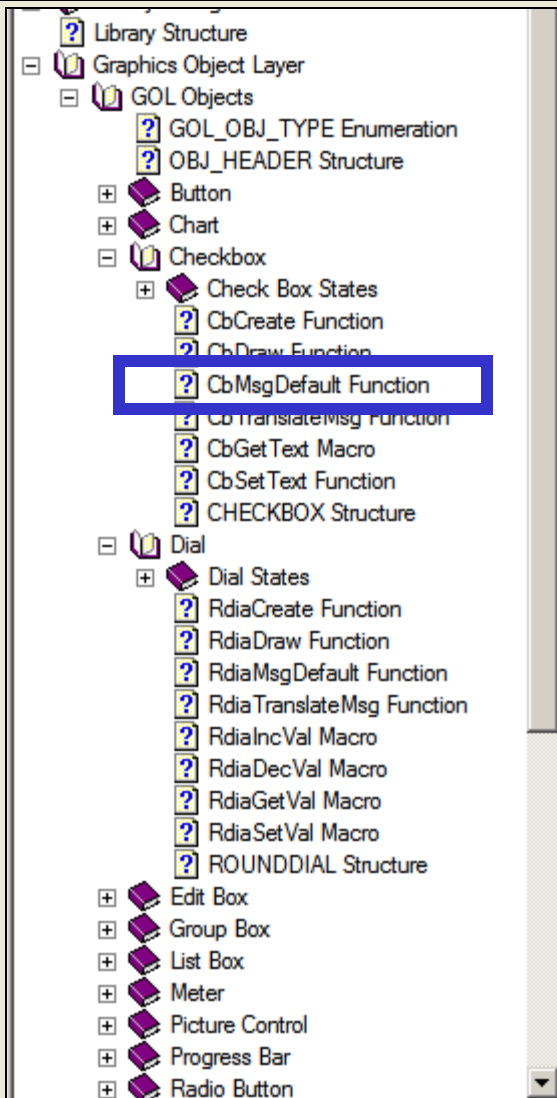 Library Structure
Graphics Object Layer
GOL Objects
GOL_OBJ_TYPE Enumeration
OBJ_HEADER Structure
Button
Chart
Checkbox
Check Box States
CbCreate Function
CbDraw Function
CbMsgDefault Function
CbTranslateMsg Function
CbGetText Macro
CbSetText Function
CHECKBOX Structure
Dial
Dial States
RdiaCreate Function
RdiaDraw Function
RdiaMsgDefault Function
RdiaTranslateMsg Function
RdiaIncVal Macro
RdiaDecVal Macro
RdiaGetVal Macro
RdiaSetVal Macro
ROUNDDIAL Structure
Edit Box
Group Box
List Box
Meter
Picture Control
Progress Bar
Radio Button